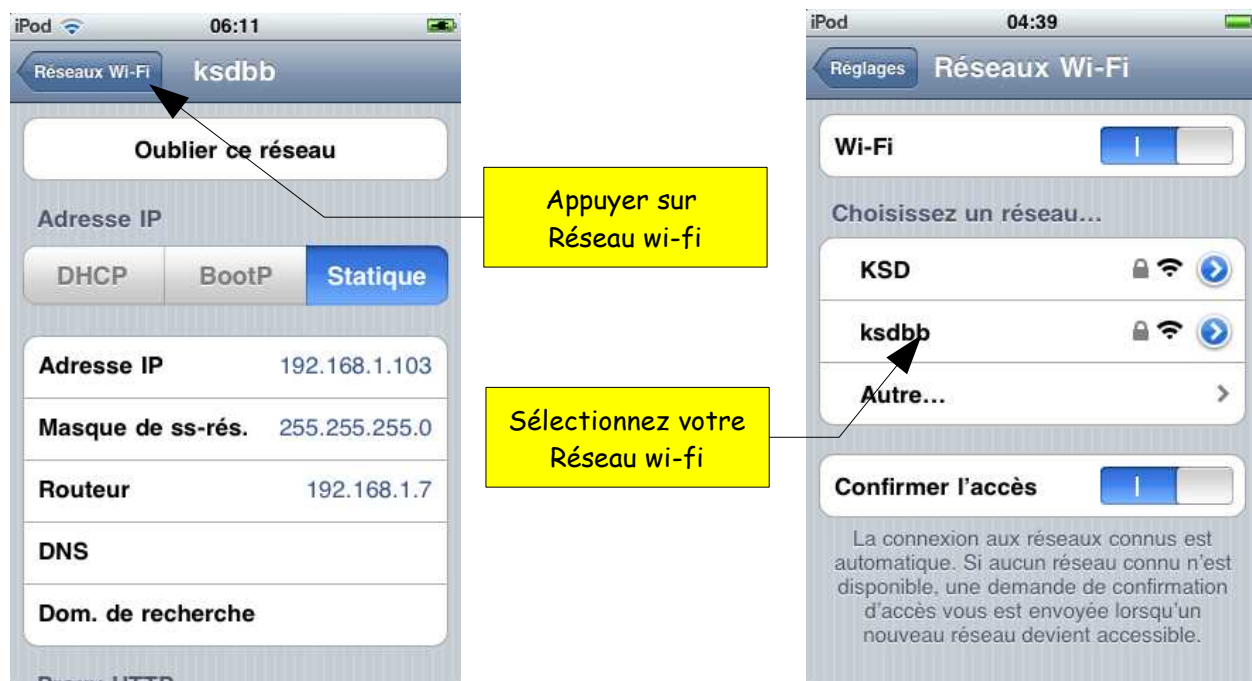 iPod 06:11
Réseaux Wi-Fi ksdbb
Oublier ce réseau
Adresse IP
DHCP BootP Statique
Adresse IP 192.168.1.103
Masque de ss-rés. 255.255.255.0
Routeur 192.168.1.7
DNS
Dom. de recherche
Appuyer sur
Réseau wi-fi
Sélectionnez votre
Réseau wi-fi
iPod 04:39
Réglages Réseaux Wi-Fi
Wi-Fi
Choisissez un réseau...
KSD
ksdbb
Autre...
Confirmer l'accès
La connexion aux réseaux connus est
automatique. Si aucun réseau connu n'est
disponible, une demande de confirmation
d'accès vous est envoyée lorsqu'un
nouveau réseau devient accessible.